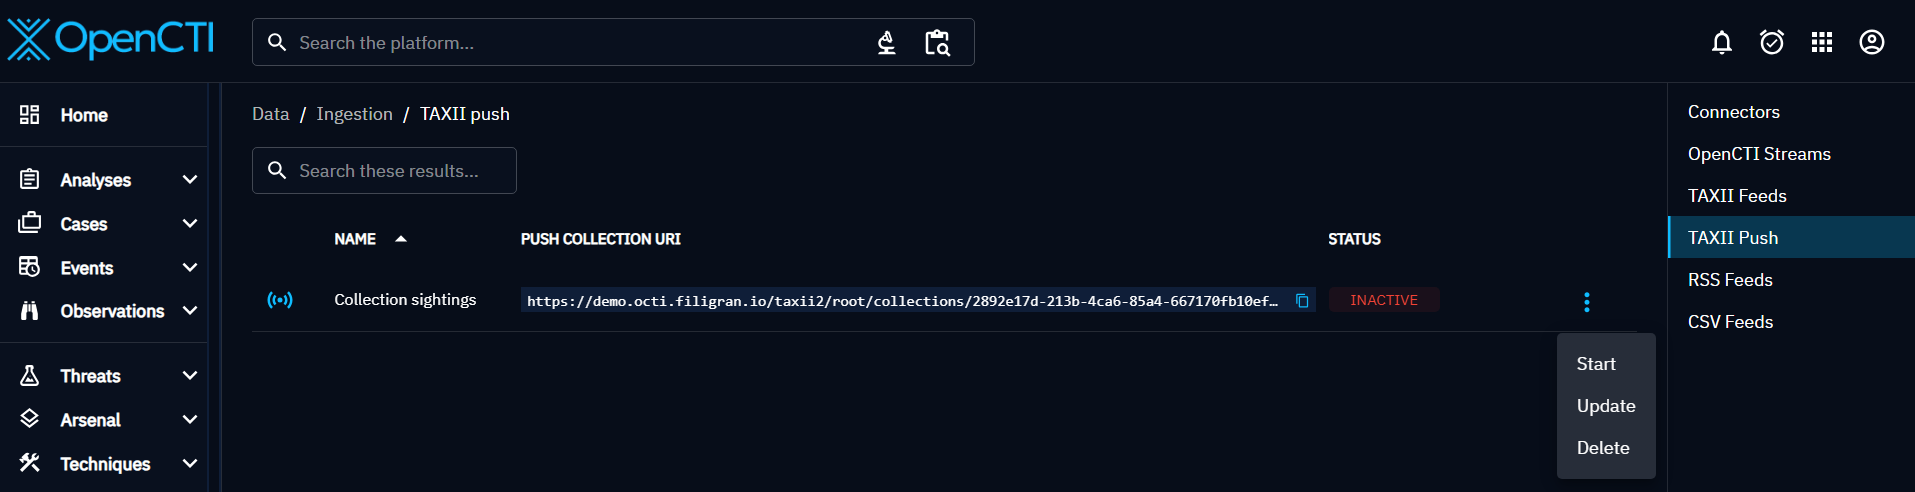 OpenCTI
Search the platform...
Home
Analyses
Cases
Events
Observations
Threats
Arsenal
Techniques
Data / Ingestion / TAXII push
Search these results...
NAME PUSH COLLECTION URI STATUS
Collection sightings https://demo.octi.filigran.io/taxii2/root/collections/2892e17d-213b-4ca6-85a4-667170fb10ef… INACTIVE
Start
Update
Delete
Connectors
OpenCTI Streams
TAXII Feeds
TAXII Push
RSS Feeds
CSV Feeds